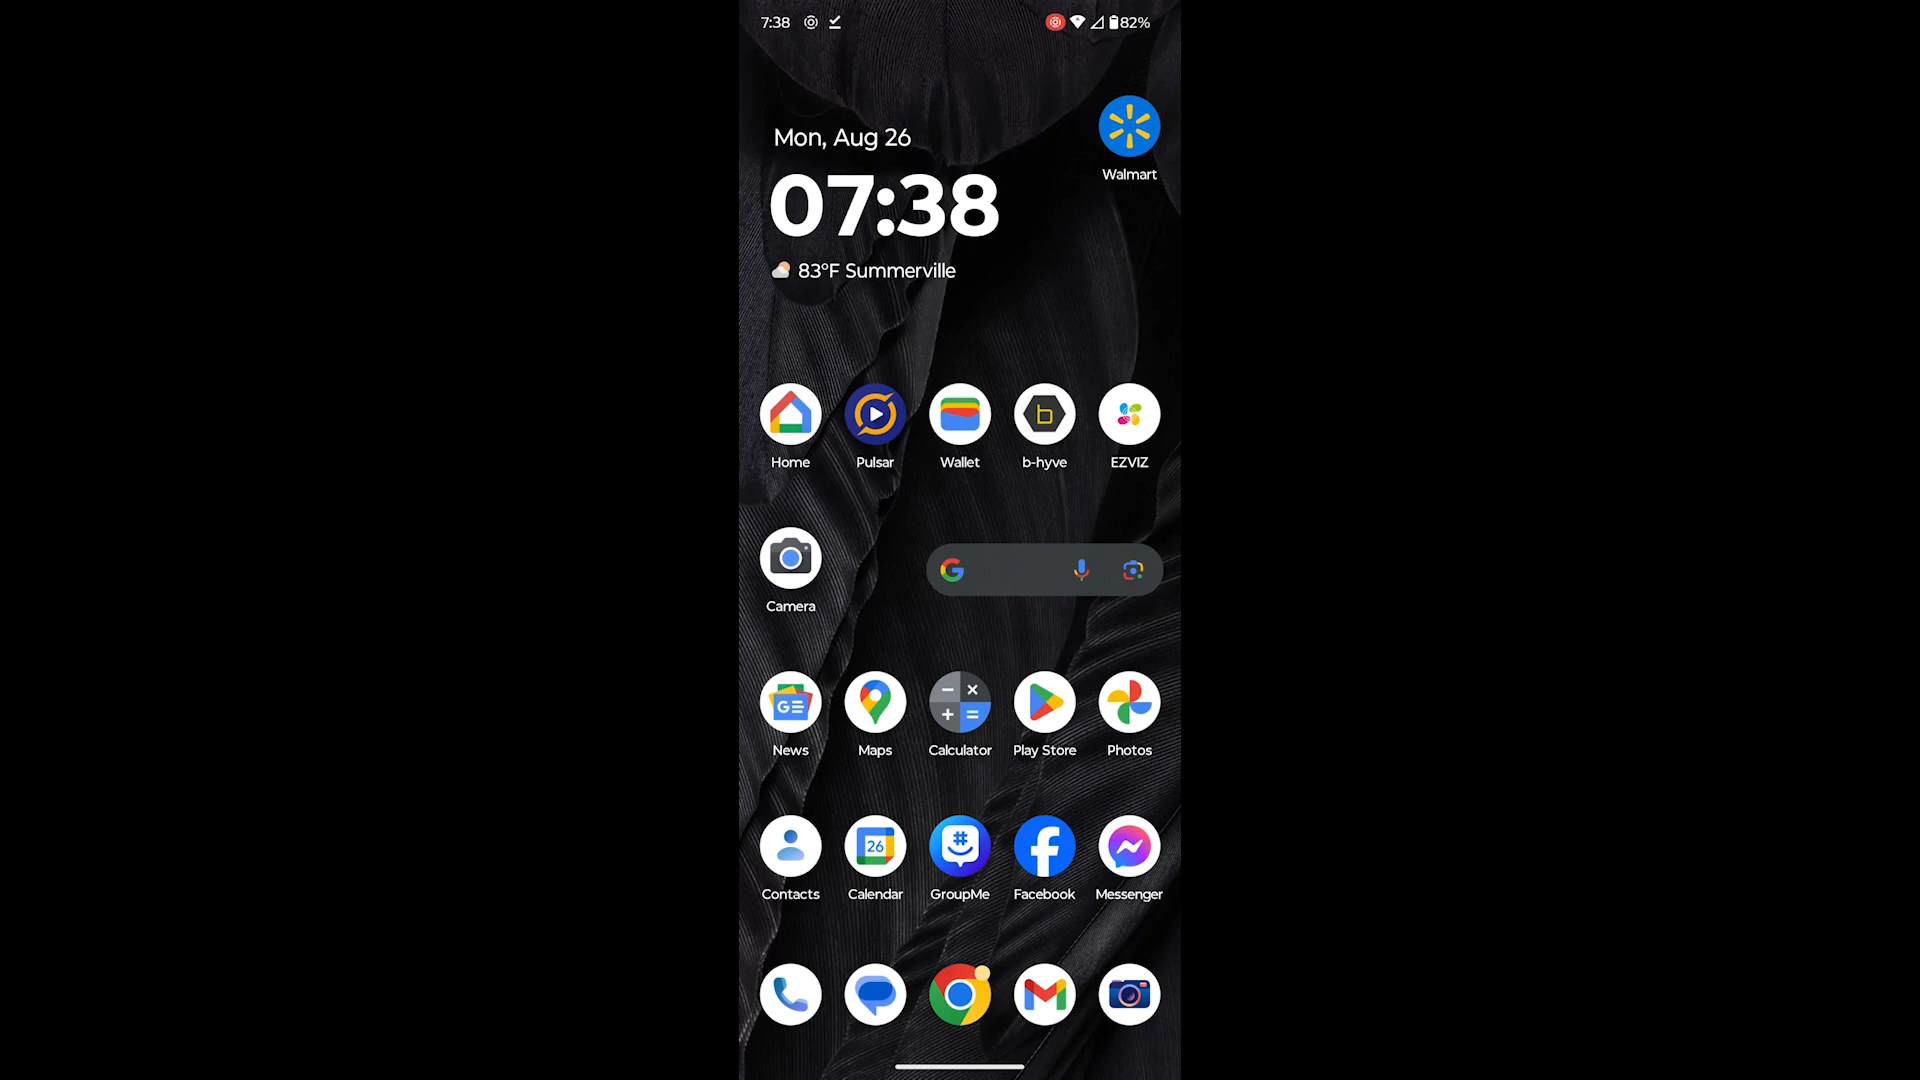 7:38
82%
Mon, Aug 26
07:38
83°F Summerville
Walmart
Home
Pulsar
Wallet
b-hyve
EZVIZ
Camera
News
Maps
Calculator
Play Store
Photos
26
Contacts
Calendar
GroupMe
Facebook
Messenger